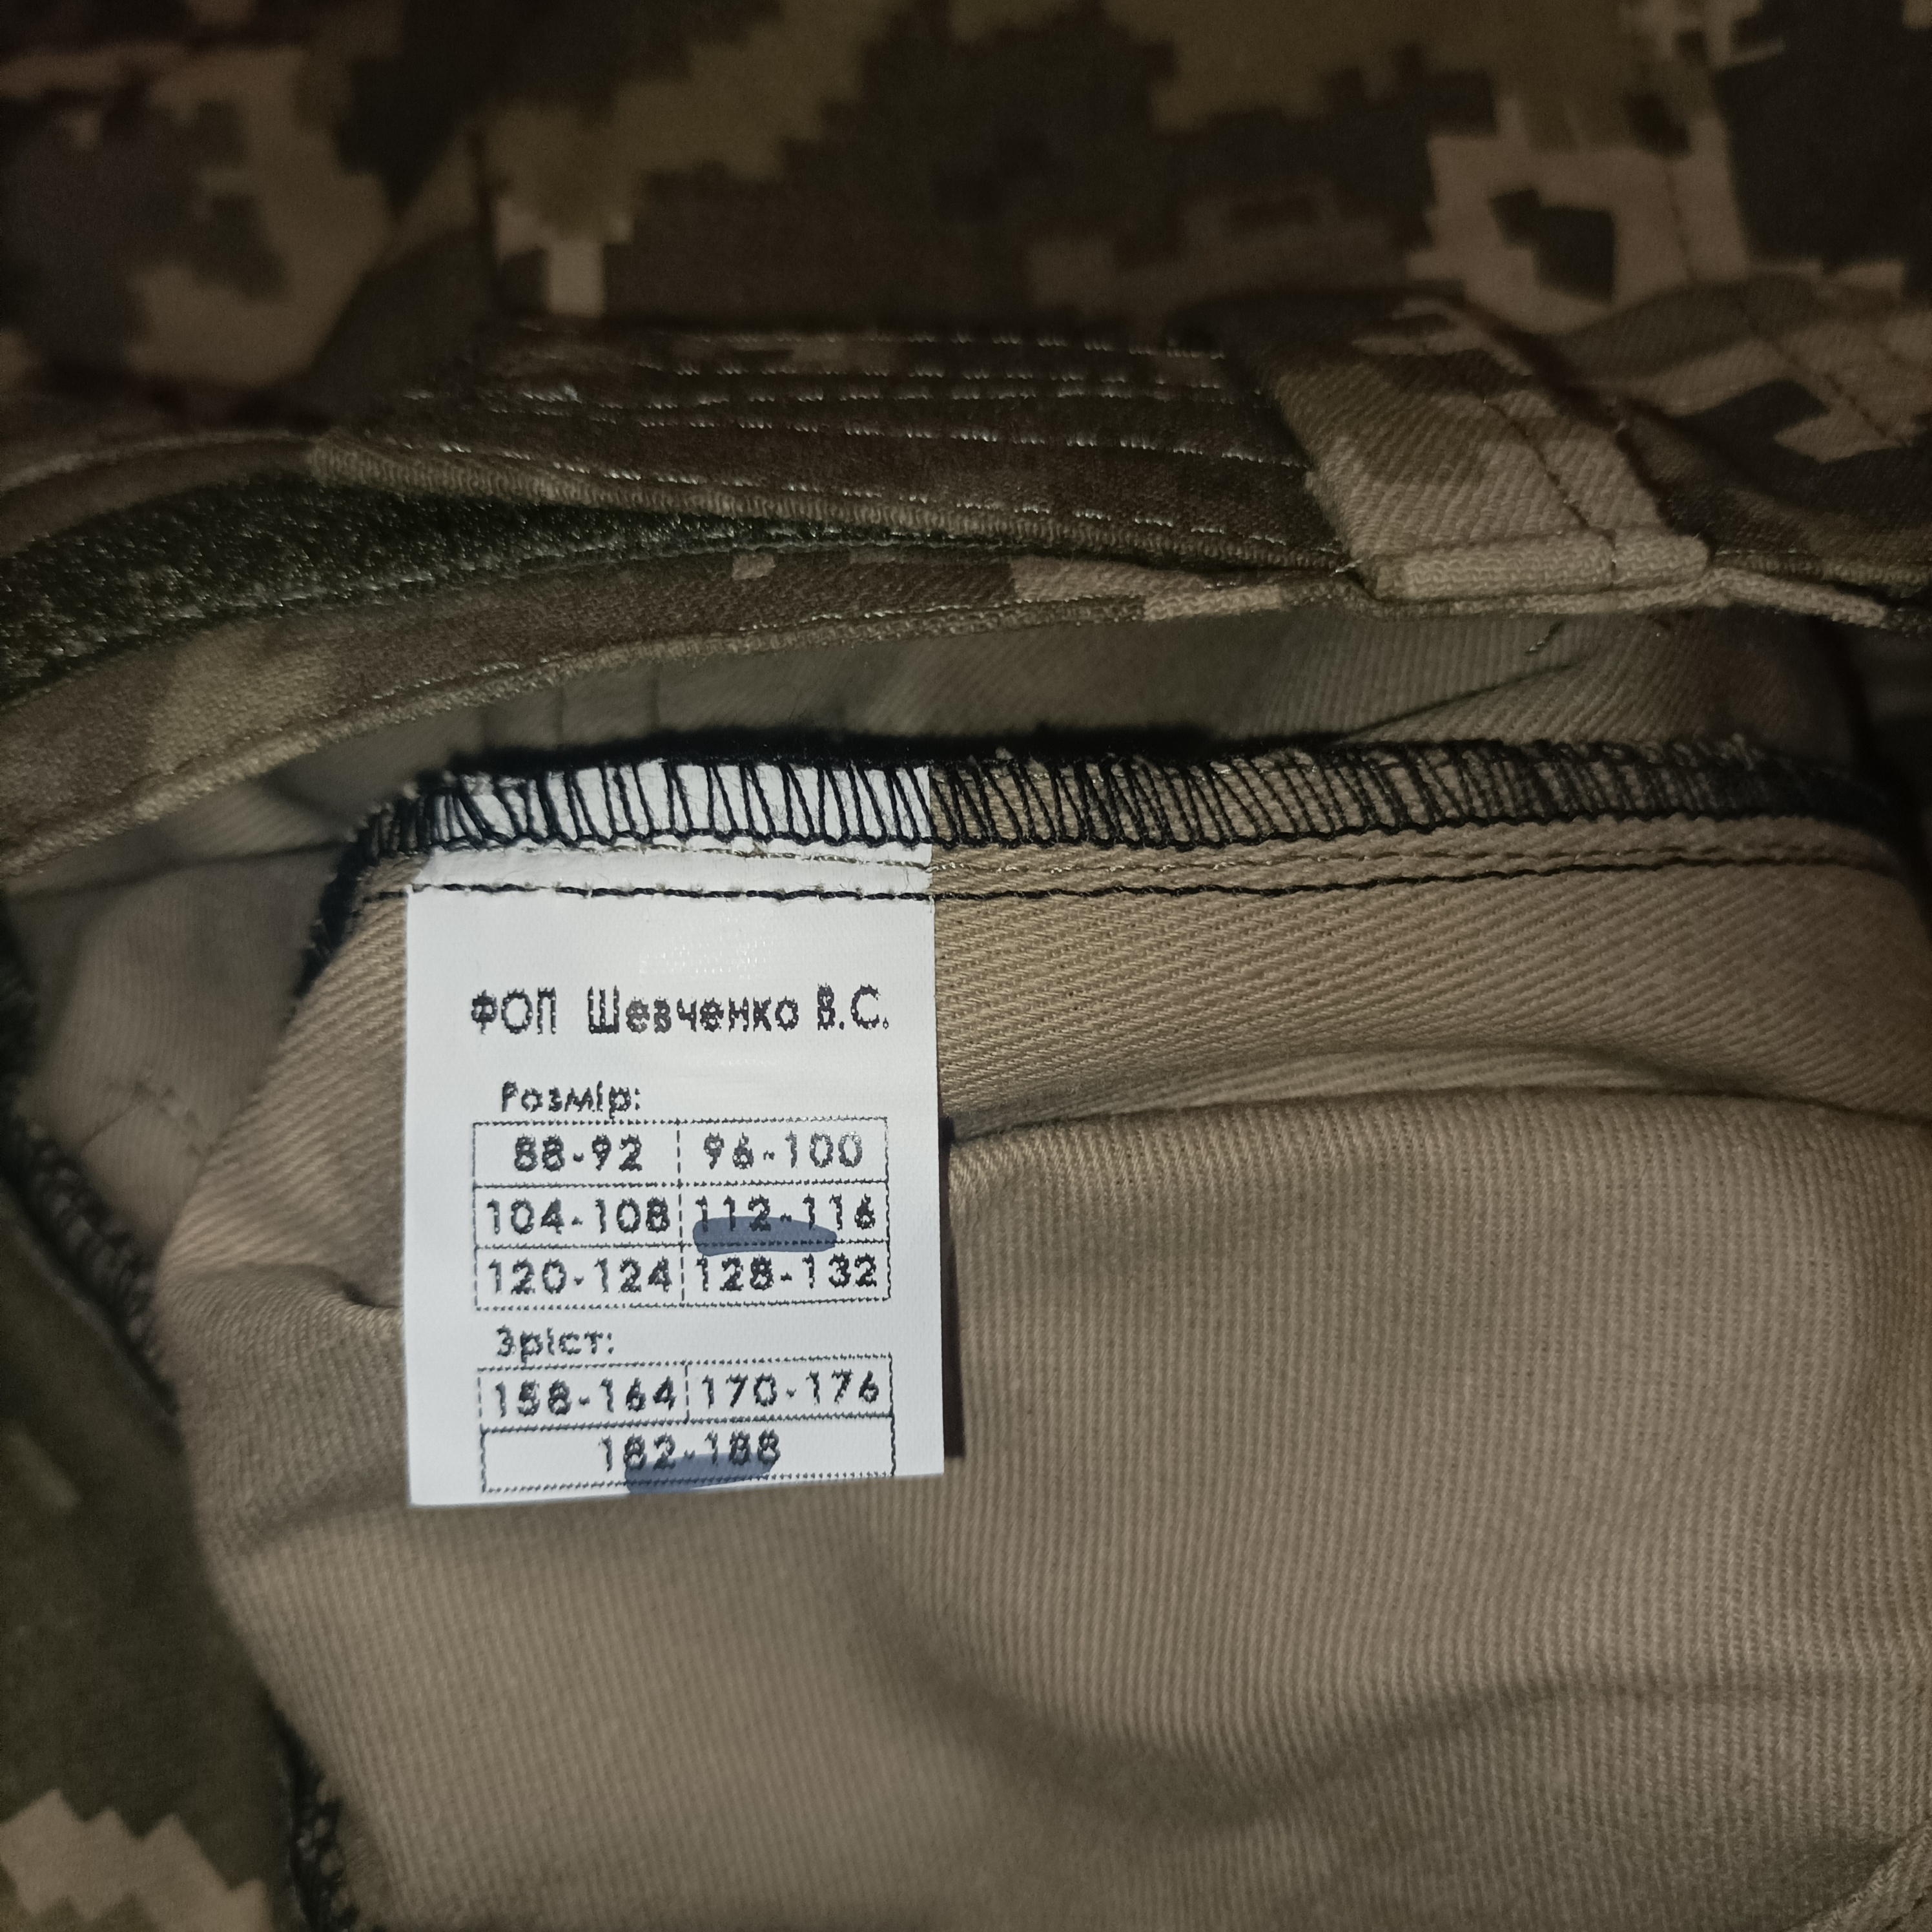 ФОП Шевченко В.С.
Розмір:
88-92 96-100
104-108 112-116
120-124 128-132
Зріст:
158-164 170-176
182-188